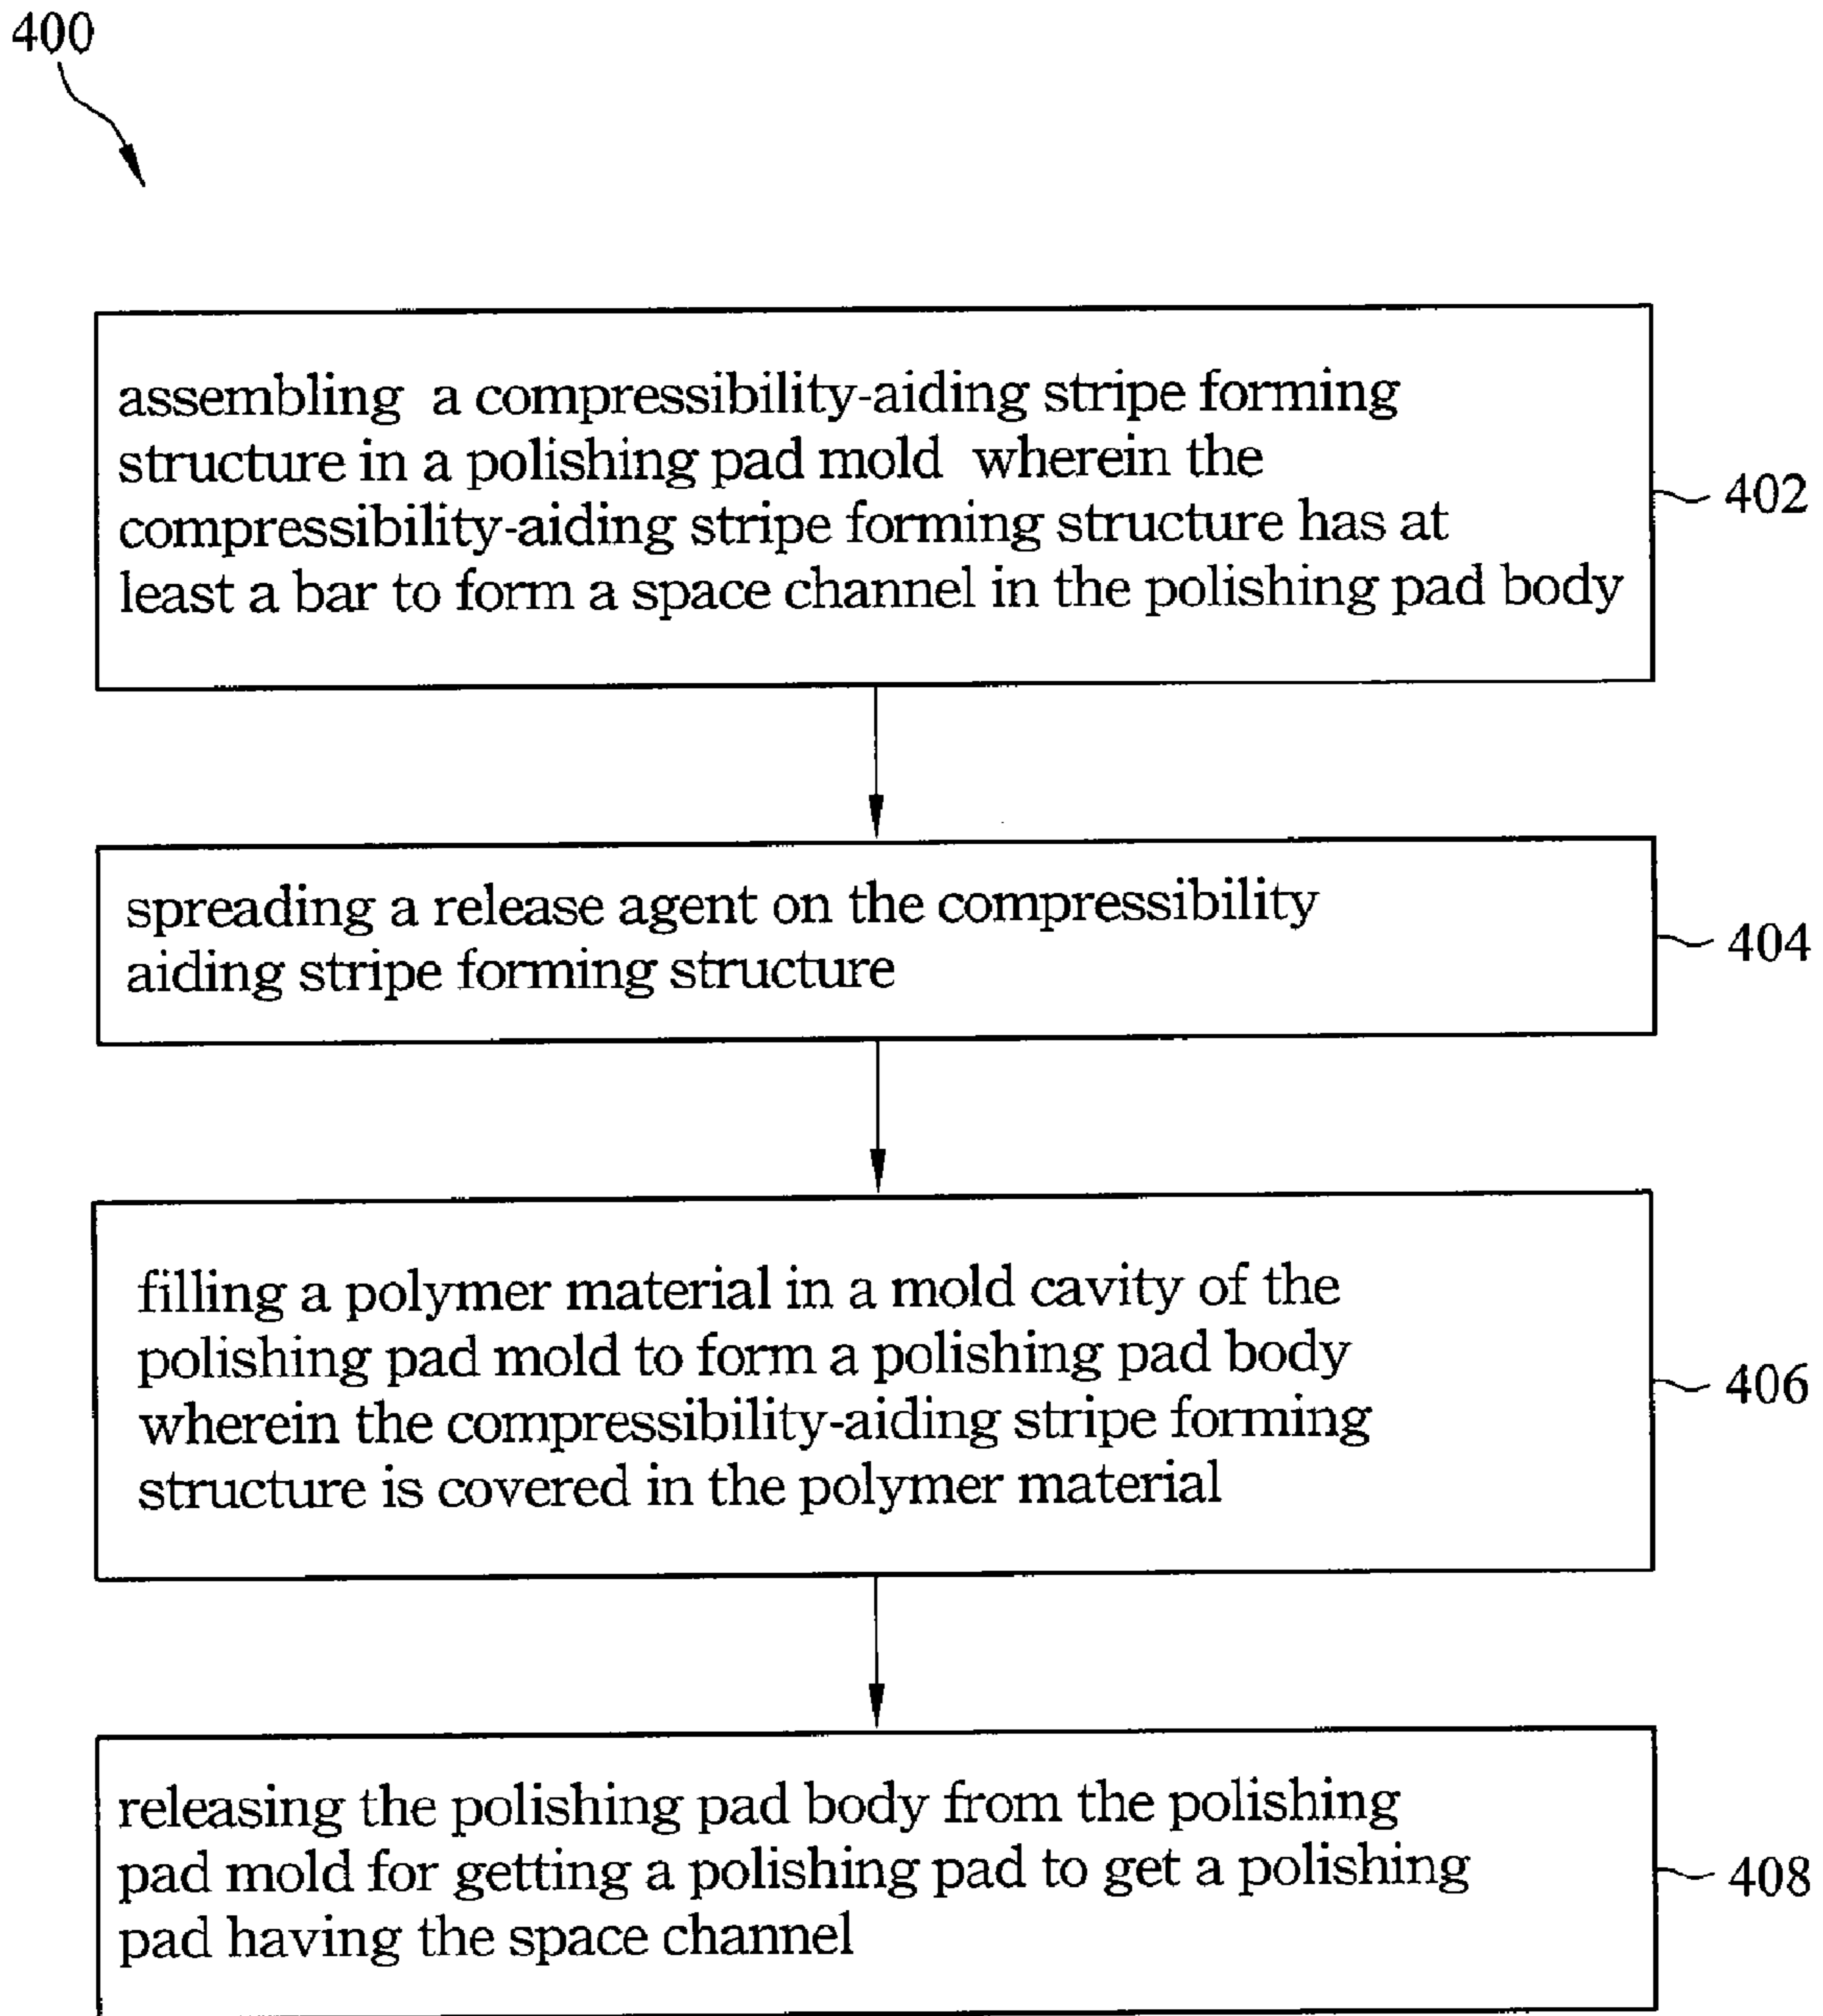 400
assembling a compressibility-aiding stripe forming
structure in a polishing pad mold wherein the
compressibility-aiding stripe forming structure has at
least a bar to form a space channel in the polishing pad body
402
spreading a release agent on the compressibility
aiding stripe forming structure
404
filling a polymer material in a mold cavity of the
polishing pad mold to form a polishing pad body
wherein the compressibility-aiding stripe forming
structure is covered in the polymer material
406
releasing the polishing pad body from the polishing
pad mold for getting a polishing pad to get a polishing
pad having the space channel
408